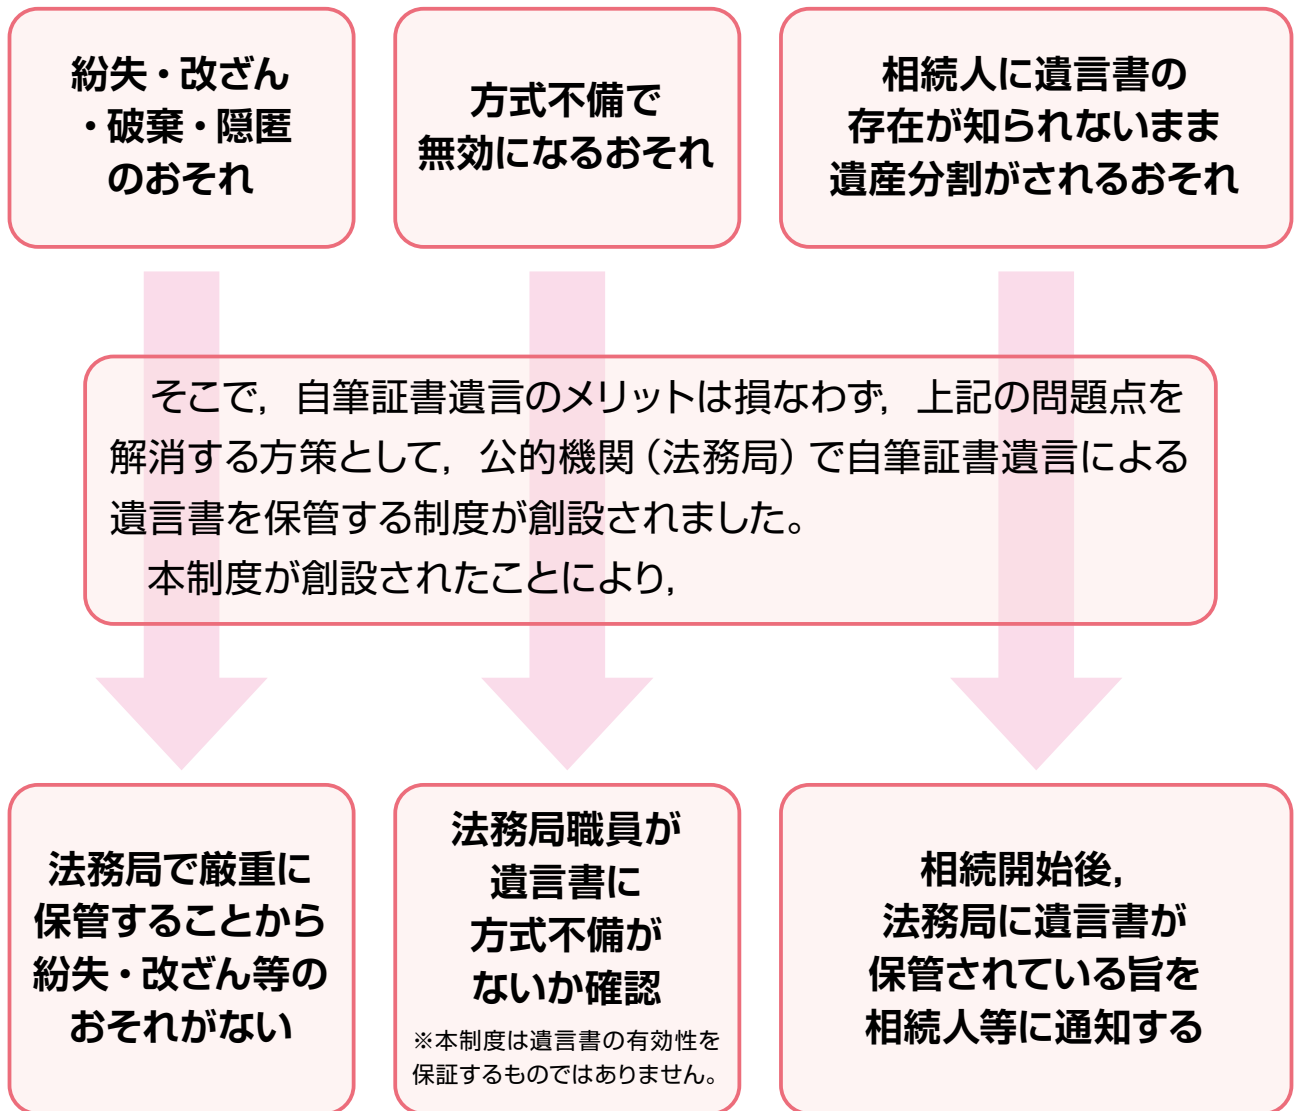 紛失・改ざん
・破棄・隠匿
のおそれ
方式不備で
無効になるおそれ
相続人に遺言書の
存在が知られないまま
遺産分割がされるおそれ
そこで，自筆証書遺言のメリットは損なわず，上記の問題点を
解消する方策として，公的機関（法務局）で自筆証書遺言による
遺言書を保管する制度が創設されました。
本制度が創設されたことにより，
法務局で厳重に
保管することから
紛失・改ざん等の
おそれがない
法務局職員が
遺言書に
方式不備が
ないか確認
※本制度は遺言書の有効性を
保証するものではありません。
相続開始後，
法務局に遺言書が
保管されている旨を
相続人等に通知する